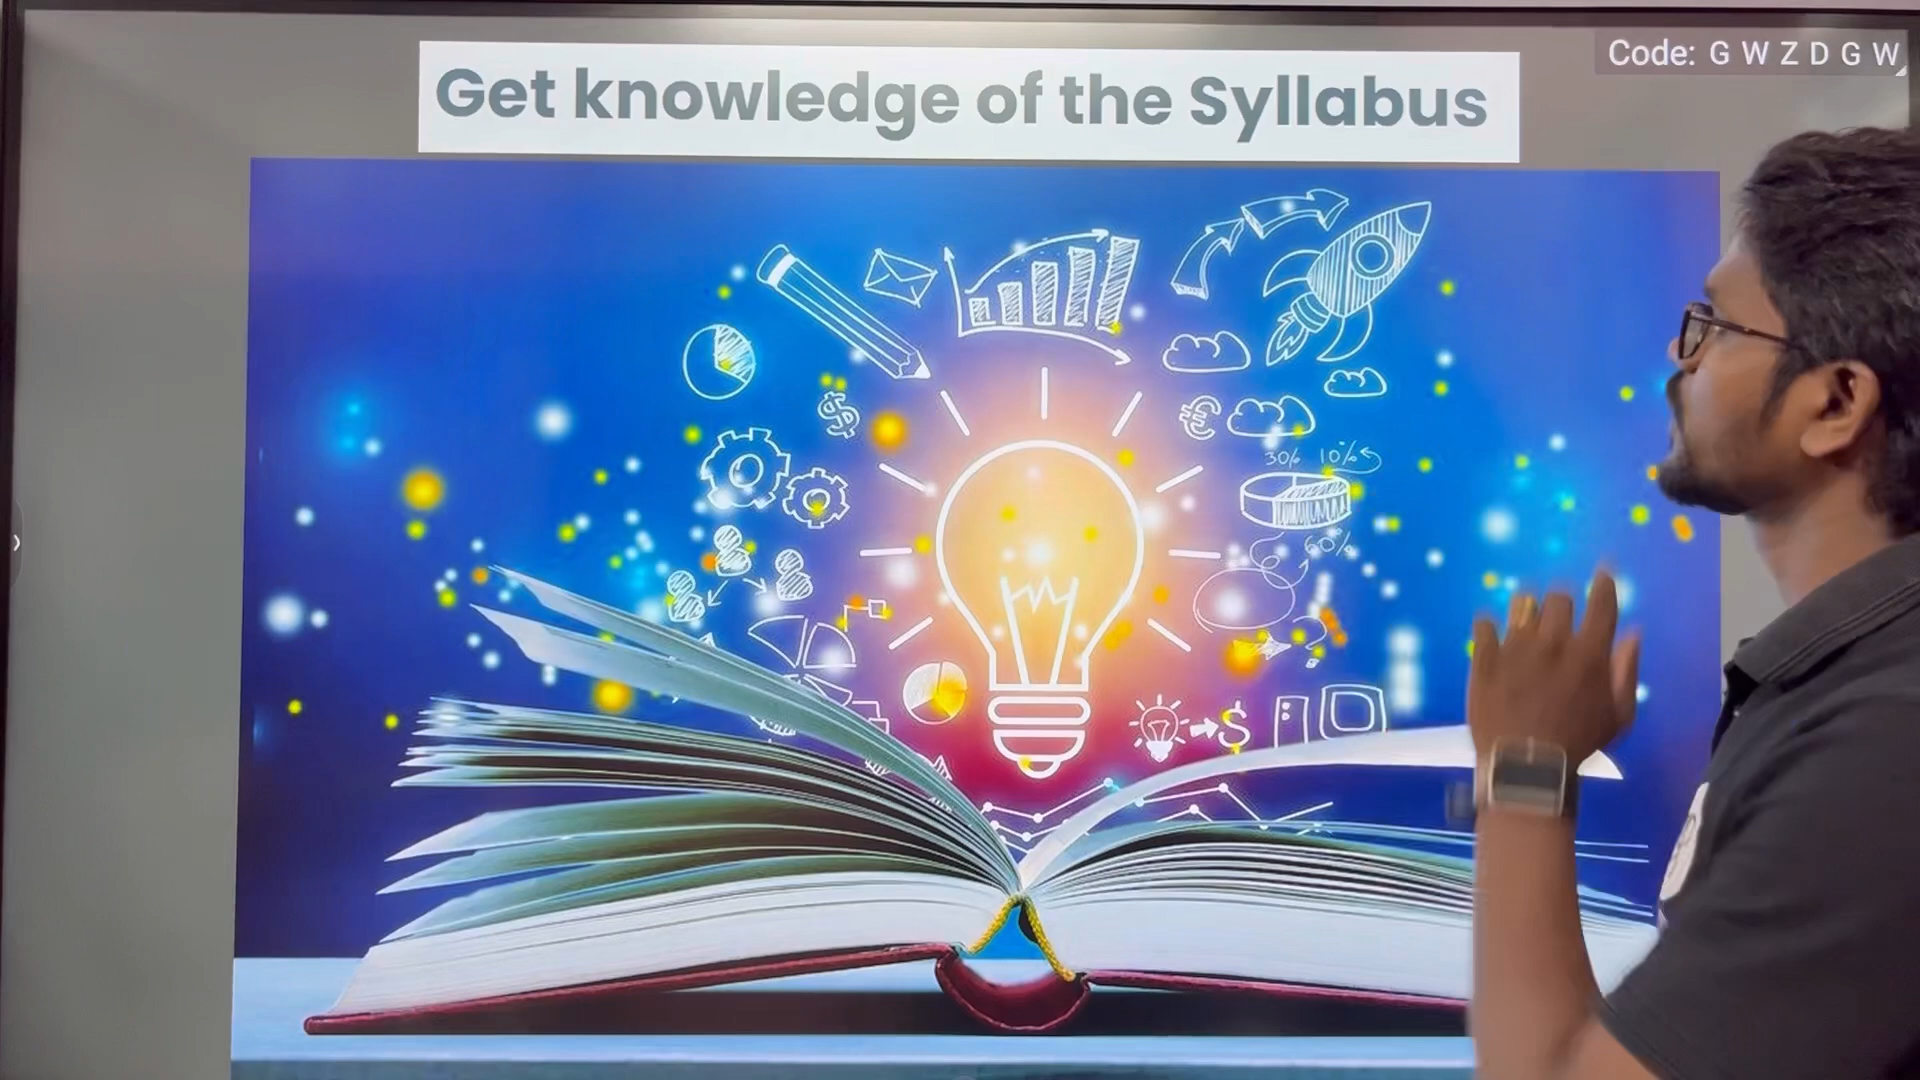 Code: G W Z D G W
Get knowledge of the Syllabus
$
€
30% 10%
60%
$